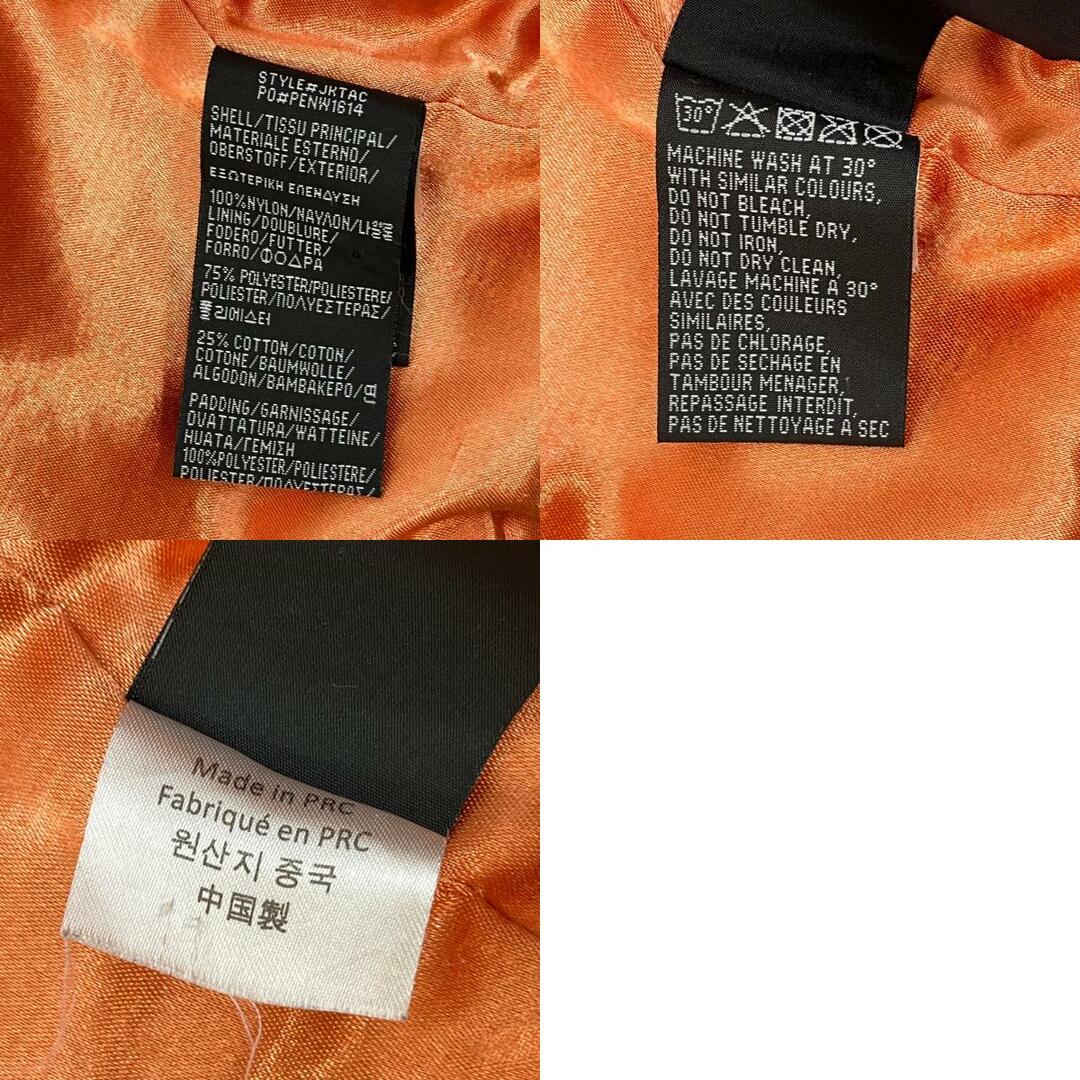 STYLE#JKTAC
PO#PENW1614
SHELL/TISSU PRINCIPAL/
MATERIALE ESTERNO/
OBERSTOFF/EXTERIOR/
ΕΞΩΤΕΡΙΚΗ ΕΠΕΝΔΥΣΗ
100%NYLON/ΝΑΥΛΟΝ/나일론
LINING/DOUBLURE/
FODERO/FUTTER/
FORRO/ΦΟΔΡΑ
75% POLYESTER/POLIESTERE/
POLIESTER/ΠΟΛΥΕΣΤΕΡΑΣ/
폴리에스터
25% COTTON/COTON/
COTONE/BAUMWOLLE/
ALGODON/ΒΑΜΒΑΚΕΡΟ/면
PADDING/GARNISSAGE/
OVATTATURA/WATTEINE/
HUATA/ΓΕΜΙΣΗ
100%POLYESTER/POLIESTERE/
POLIESTER/ΠΟΛΥΕΣΤΕΡΑΣ/
30°
MACHINE WASH AT 30°
WITH SIMILAR COLOURS,
DO NOT BLEACH,
DO NOT TUMBLE DRY,
DO NOT IRON,
DO NOT DRY CLEAN,
LAVAGE MACHINE A 30°
AVEC DES COULEURS
SIMILAIRES,
PAS DE CHLORAGE,
PAS DE SECHAGE EN
TAMBOUR MENAGER,
REPASSAGE INTERDIT,
PAS DE NETTOYAGE A SEC
Made in PRC
Fabriqué en PRC
원산지 중국
中国製